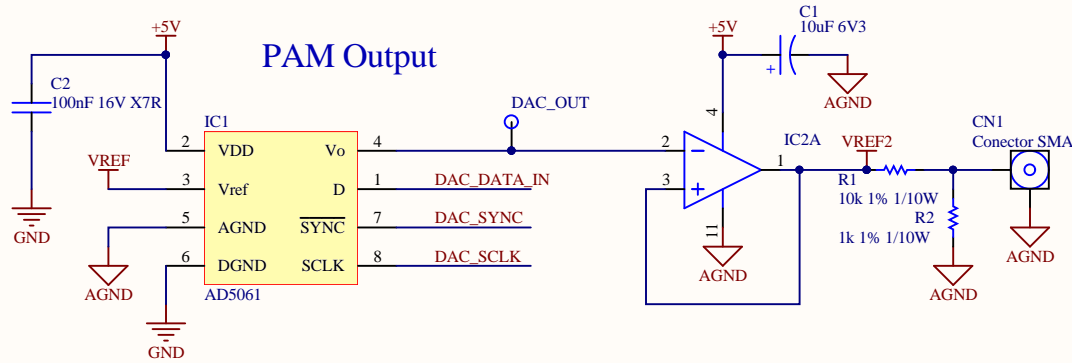 PAM Output
+5V
C2
100nF 16V X7R
GND
IC1
2 VDD
3 Vref
5 AGND
6 DGND
Vo 4
D 1
SYNC 7
SCLK 8
AD5061
VREF
AGND
GND
DAC_OUT
DAC_DATA_IN
DAC_SYNC
DAC_SCLK
+5V
C1
10uF 6V3
+
AGND
4
2
3
1
11
IC2A
AGND
VREF2
R1
10k 1% 1/10W
R2
1k 1% 1/10W
AGND
CN1
Conector SMA
AGND